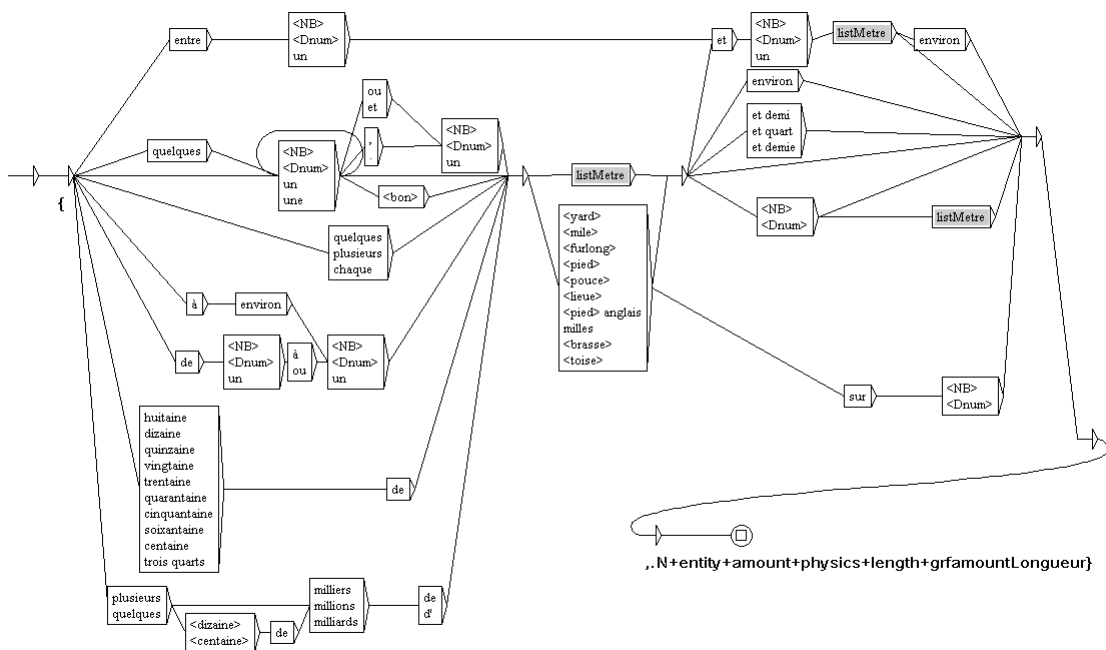 entre
<NB>
<Dnum>
un
et
<NB>
<Dnum>
un
listMetre
environ
ou
et
environ
quelques
<NB>
<Dnum>
un
une
,
.
<NB>
<Dnum>
un
et demi
et quart
et demie
{
<bon>
listMetre
<NB>
<Dnum>
listMetre
quelques
plusieurs
chaque
<yard>
<mile>
<furlong>
<pied>
<pouce>
<lieue>
<pied> anglais
milles
<brasse>
<toise>
à
environ
de
<NB>
<Dnum>
un
à
ou
<NB>
<Dnum>
un
sur
<NB>
<Dnum>
huitaine
dizaine
quinzaine
vingtaine
trentaine
quarantaine
cinquantaine
soixantaine
centaine
trois quarts
de
,.N+entity+amount+physics+length+grfamountLongueur}
plusieurs
quelques
<dizaine>
<centaine>
de
milliers
millions
milliards
de
d'